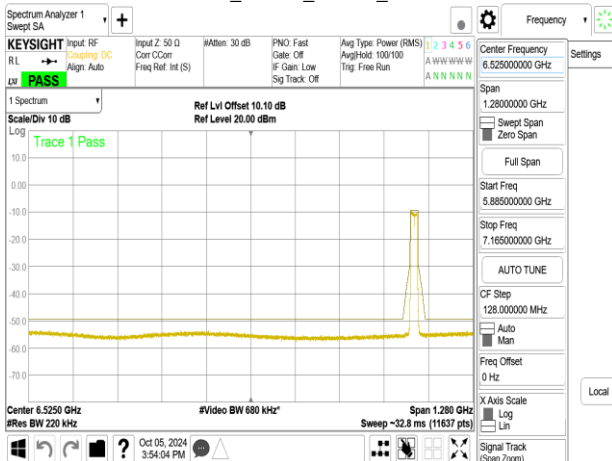 Spectrum Analyzer 1
Swept SA
+
Frequency
KEYSIGHT
RL
LXI
PASS
Input: RF
Coupling: DC
Align: Auto
Input Z: 50 Ω
Corr CCorr
Freq Ref: Int (S)
#Atten: 30 dB
PNO: Fast
Gate: Off
IF Gain: Low
Sig Track: Off
Avg Type: Power (RMS)
Avg|Hold: 100/100
Trig: Free Run
1 2 3 4 5 6
A W W W W W
A N N N N N
Center Frequency
6.525000000 GHz
Settings
Span
1.28000000 GHz
Swept Span
Zero Span
Full Span
Start Freq
5.885000000 GHz
Stop Freq
7.165000000 GHz
AUTO TUNE
CF Step
128.000000 MHz
Auto
Man
Freq Offset
0 Hz
X Axis Scale
Log
Lin
Signal Track
(Span Zoom)
Local
1 Spectrum
Scale/Div 10 dB
Ref Lvl Offset 10.10 dB
Ref Level 20.00 dBm
Log
Trace 1 Pass
10.0
0.00
-10.0
-20.0
-30.0
-40.0
-50.0
-60.0
-70.0
Center 6.5250 GHz
#Video BW 680 kHz*
Span 1.280 GHz
#Res BW 220 kHz
Sweep ~32.8 ms (11637 pts)
?
Oct 05, 2024
3:54:04 PM